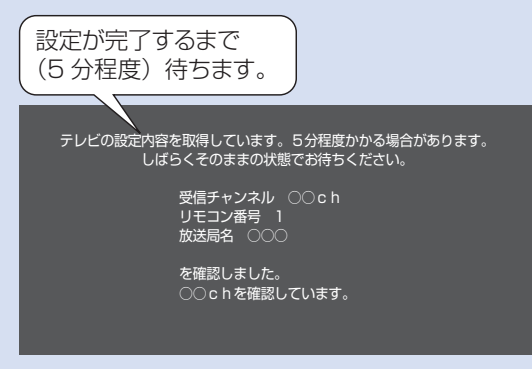 設定が完了するまで
（5 分程度）待ちます。
テレビの設定内容を取得しています。５分程度かかる場合があります。
しばらくそのままの状態でお待ちください。
受信チャンネル　○○ｃｈ
リモコン番号　１
放送局名　○○○
を確認しました。
○○ｃｈを確認しています。